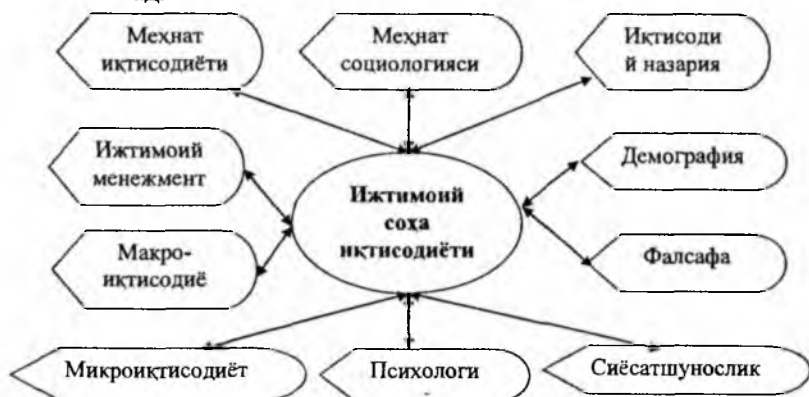 Меҳнат
иқтисодиёти
Меҳнат
социологияси
Иқтисоди
й назария
Ижтимоий
менежмент
Ижтимоий
соҳа
иқтисодиёти
Демография
Макро-
иқтисодиё
Фалсафа
Микроиқтисодиёт
Психологи
Сиёсатшунослик